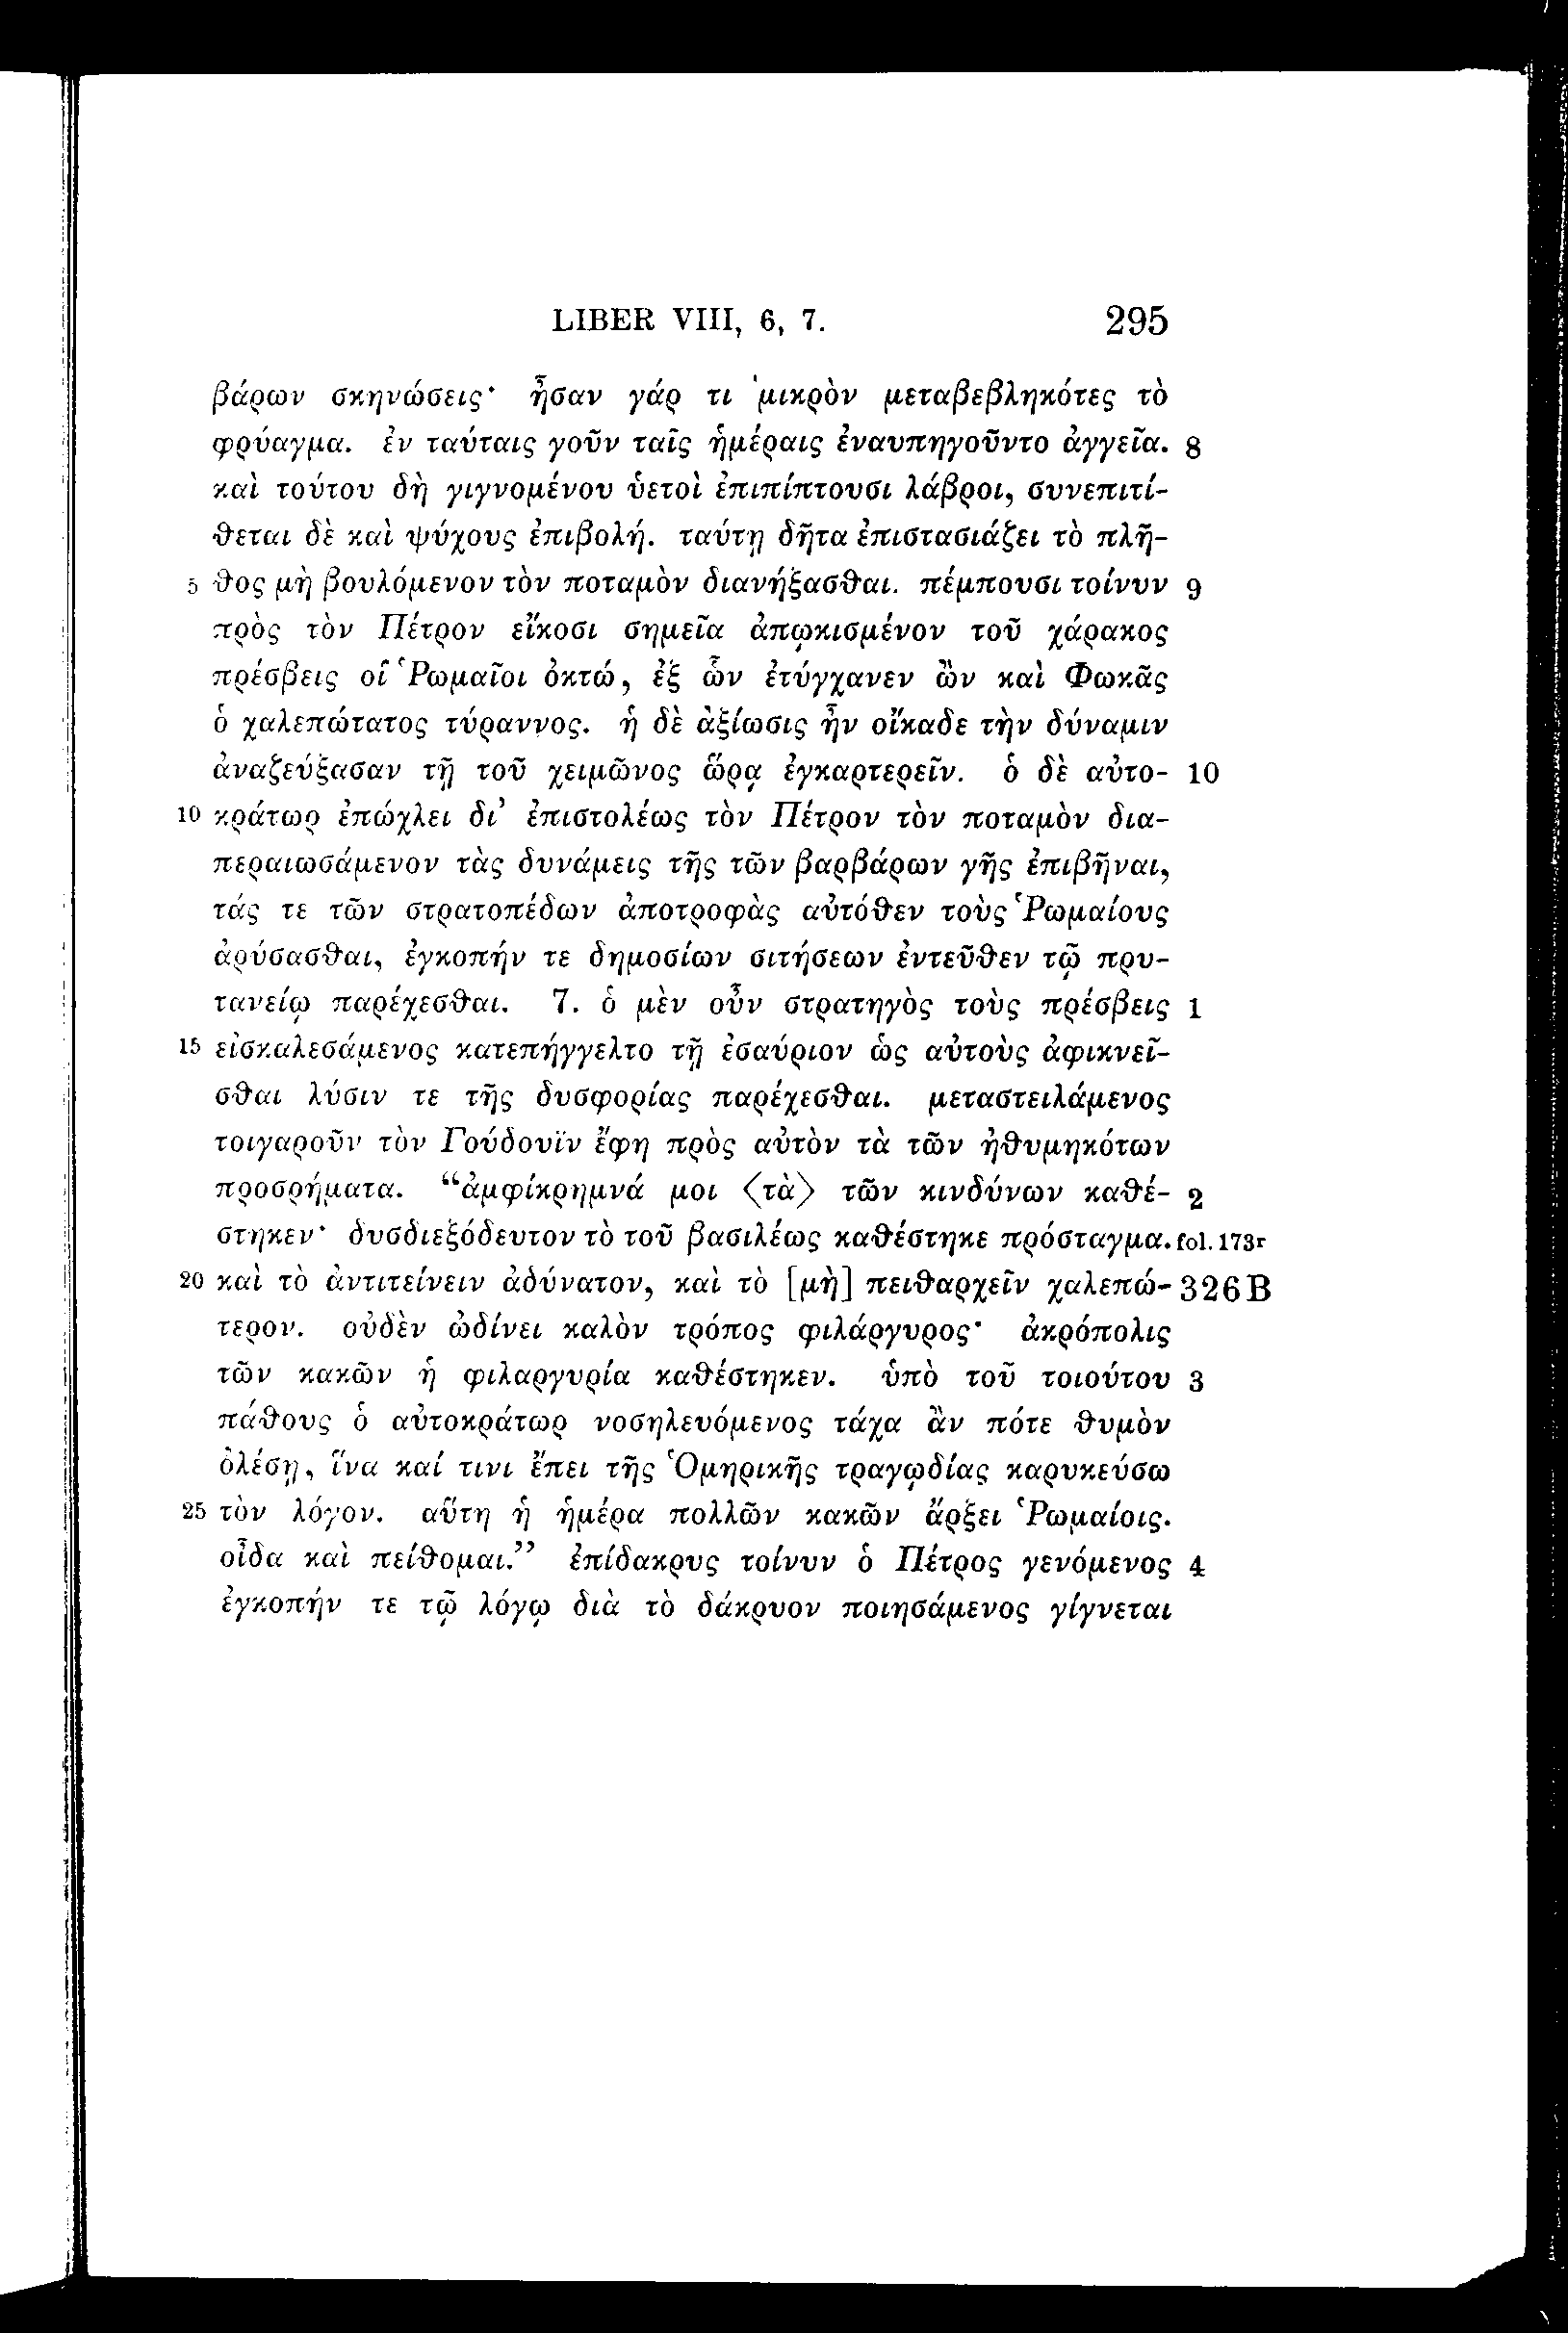 LIBER VIII, 6, 7. 295
βάρων σκηνώσεις· ἦσαν γάρ τι μικρὸν μεταβεβληκότες τὸ
φρύαγμα. ἐν ταύταις γοῦν ταῖς ἡμέραις ἐναυπηγοῦντο ἀγγεῖα. 8
καὶ τούτου δὴ γιγνομένου ὑετοὶ ἐπιπίπτουσι λάβροι, συνεπιτί-
θεται δὲ καὶ ψύχους ἐπιβολή. ταύτῃ δῆτα ἐπιστασιάζει τὸ πλῆ-
5 θος μὴ βουλόμενον τὸν ποταμὸν διανήξασθαι. πέμπουσι τοίνυν 9
πρὸς τὸν Πέτρον εἴκοσι σημεῖα ἀπῳκισμένον τοῦ χάρακος
πρέσβεις οἱ Ῥωμαῖοι ὀκτώ, ἐξ ὧν ἐτύγχανεν ὢν καὶ Φωκᾶς
ὁ χαλεπώτατος τύραννος. ἡ δὲ ἀξίωσις ἦν οἴκαδε τὴν δύναμιν
ἀναζεύξασαν τῇ τοῦ χειμῶνος ὥρᾳ ἐγκαρτερεῖν. ὁ δὲ αὐτο- 10
10 κράτωρ ἐπώχλει δι’ ἐπιστολέως τὸν Πέτρον τὸν ποταμὸν δια-
περαιωσάμενον τὰς δυνάμεις τῆς τῶν βαρβάρων γῆς ἐπιβῆναι,
τάς τε τῶν στρατοπέδων ἀποτροφὰς αὐτόθεν τοὺς Ῥωμαίους
ἀρύσασθαι, ἐγκοπήν τε δημοσίων σιτήσεων ἐντεῦθεν τῷ πρυ-
τανείῳ παρέχεσθαι. 7. ὁ μὲν οὖν στρατηγὸς τοὺς πρέσβεις 1
15 εἰσκαλεσάμενος κατεπήγγελτο τῇ ἐσαύριον ὡς αὐτοὺς ἀφικνεῖ-
σθαι λύσιν τε τῆς δυσφορίας παρέχεσθαι. μεταστειλάμενος
τοιγαροῦν τὸν Γούδουϊν ἔφη πρὸς αὐτὸν τὰ τῶν ἠθυμηκότων
προσρήματα. “ἀμφίκρημνά μοι ⟨τὰ⟩ τῶν κινδύνων καθέ- 2
στηκεν· δυσδιεξόδευτον τὸ τοῦ βασιλέως καθέστηκε πρόσταγμα. fol. 173r
20 καὶ τὸ ἀντιτείνειν ἀδύνατον, καὶ τὸ [μὴ] πειθαρχεῖν χαλεπώ- 326 B
τερον. οὐδὲν ὠδίνει καλὸν τρόπος φιλάργυρος· ἀκρόπολις
τῶν κακῶν ἡ φιλαργυρία καθέστηκεν. ὑπὸ τοῦ τοιούτου 3
πάθους ὁ αὐτοκράτωρ νοσηλευόμενος τάχα ἂν πότε θυμὸν
ὀλέσῃ, ἵνα καί τινι ἔπει τῆς Ὁμηρικῆς τραγῳδίας καρυκεύσω
25 τὸν λόγον. αὕτη ἡ ἡμέρα πολλῶν κακῶν ἄρξει Ῥωμαίοις.
οἶδα καὶ πείθομαι.” ἐπίδακρυς τοίνυν ὁ Πέτρος γενόμενος 4
ἐγκοπήν τε τῷ λόγῳ διὰ τὸ δάκρυον ποιησάμενος γίγνεται